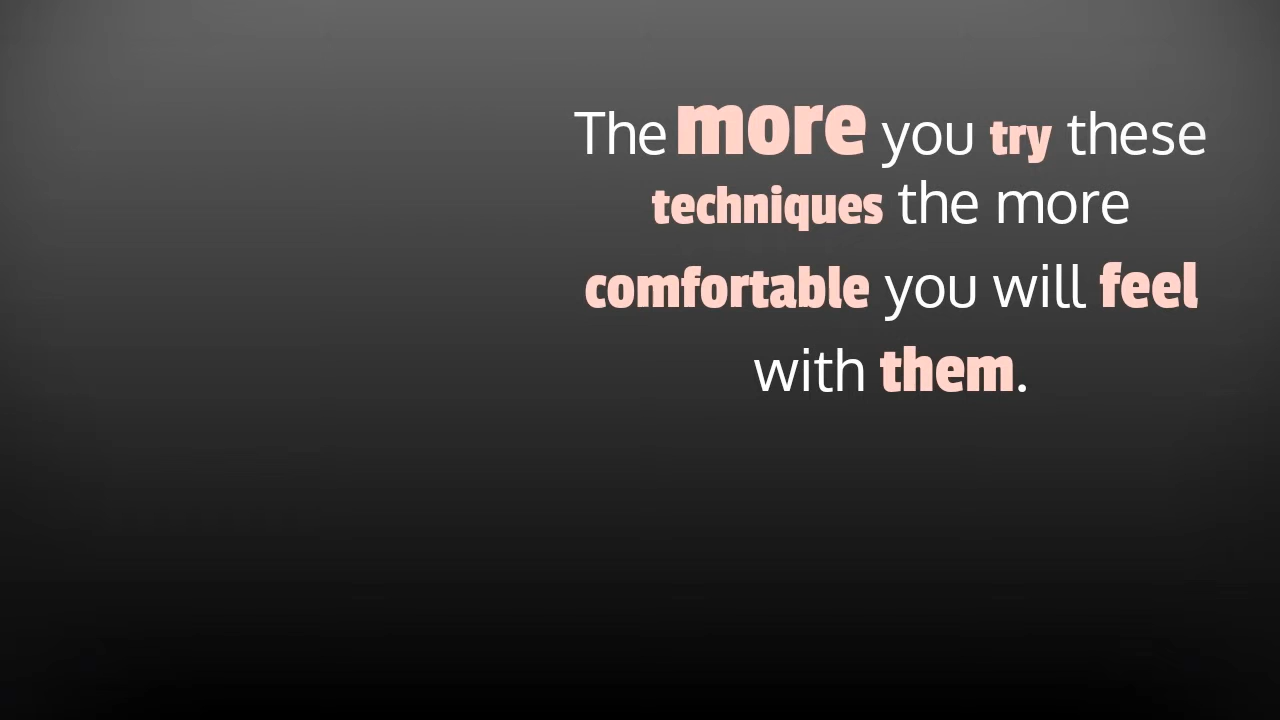 The more you try these
techniques the more
comfortable you will feel
with them.